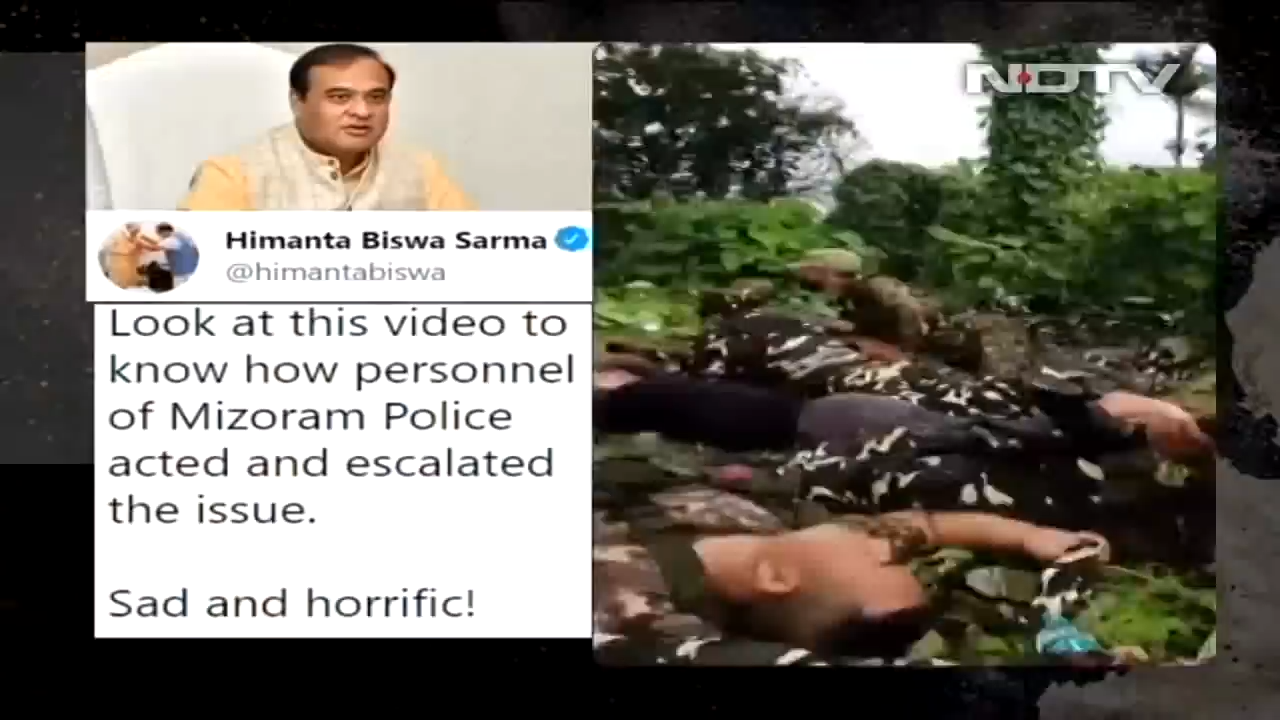 NDTV
Himanta Biswa Sarma
@himantabiswa
Look at this video to
know how personnel
of Mizoram Police
acted and escalated
the issue.
Sad and horrific!